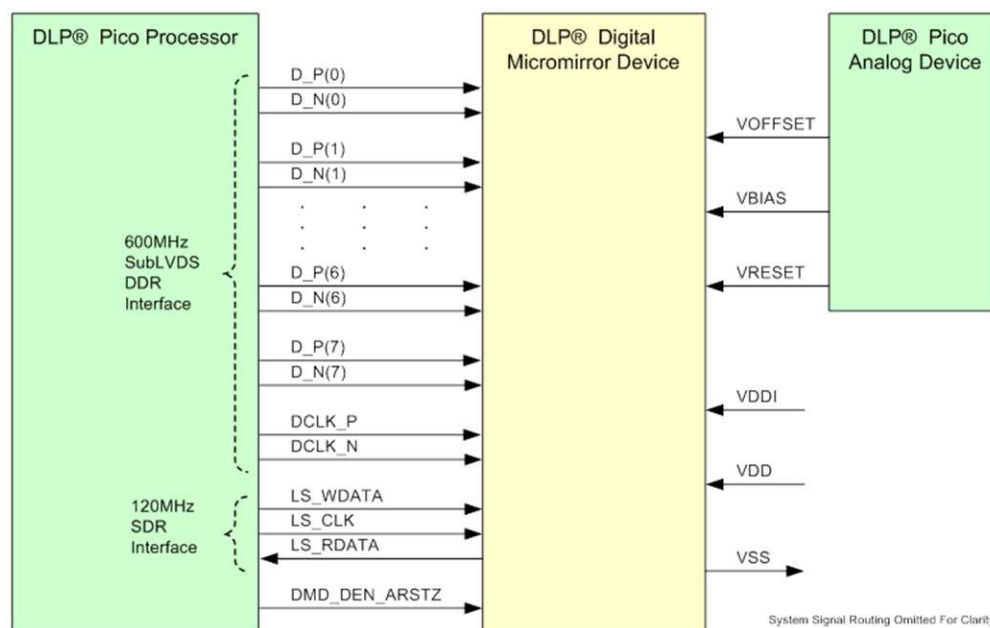 DLP® Pico Processor
DLP® Digital
Micromirror Device
DLP® Pico
Analog Device
D_P(0)
D_N(0)
VOFFSET
D_P(1)
D_N(1)
VBIAS
. . .
. . .
. . .
600MHz
SubLVDS
DDR
Interface
D_P(6)
D_N(6)
VRESET
D_P(7)
D_N(7)
VDDI
DCLK_P
DCLK_N
VDD
120MHz
SDR
Interface
LS_WDATA
LS_CLK
LS_RDATA
VSS
DMD_DEN_ARSTZ
System Signal Routing Omitted For Clarity